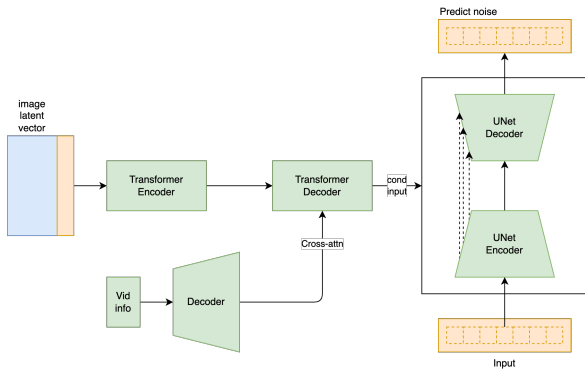 Predict noise
image
latent
vector
UNet
Decoder
Transformer
Encoder
Transformer
Decoder
cond
input
UNet
Encoder
Cross-attn
Vid
info
Decoder
Input